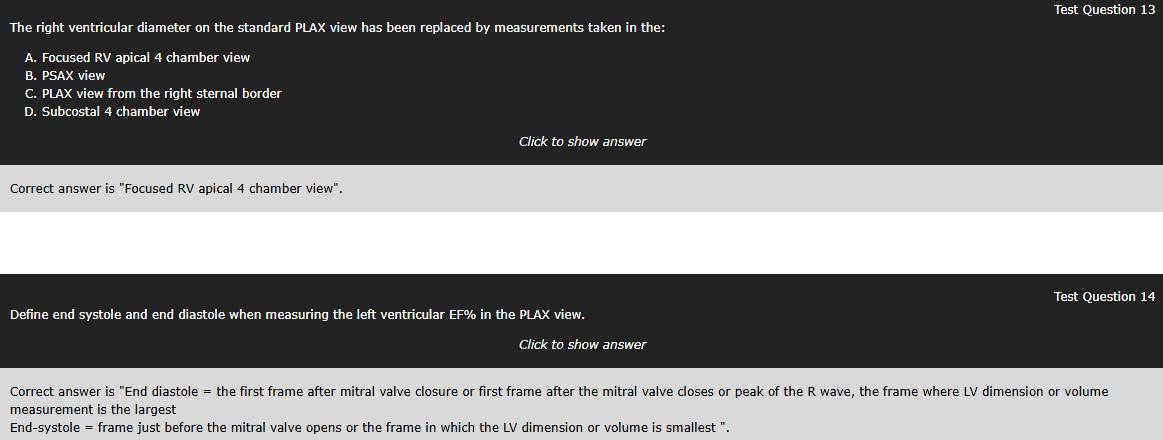 Test Question 13
The right ventricular diameter on the standard PLAX view has been replaced by measurements taken in the:
A. Focused RV apical 4 chamber view
B. PSAX view
C. PLAX view from the right sternal border
D. Subcostal 4 chamber view
Click to show answer
Correct answer is "Focused RV apical 4 chamber view".
Test Question 14
Define end systole and end diastole when measuring the left ventricular EF% in the PLAX view.
Click to show answer
Correct answer is "End diastole = the first frame after mitral valve closure or first frame after the mitral valve closes or peak of the R wave, the frame where LV dimension or volume
measurement is the largest
End-systole = frame just before the mitral valve opens or the frame in which the LV dimension or volume is smallest ".